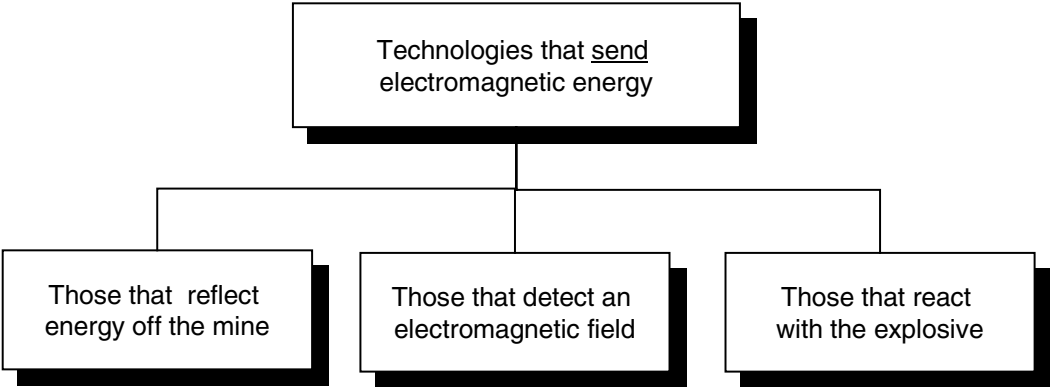 Technologies that send
electromagnetic energy
Those that reflect
energy off the mine
Those that detect an
electromagnetic field
Those that react
with the explosive